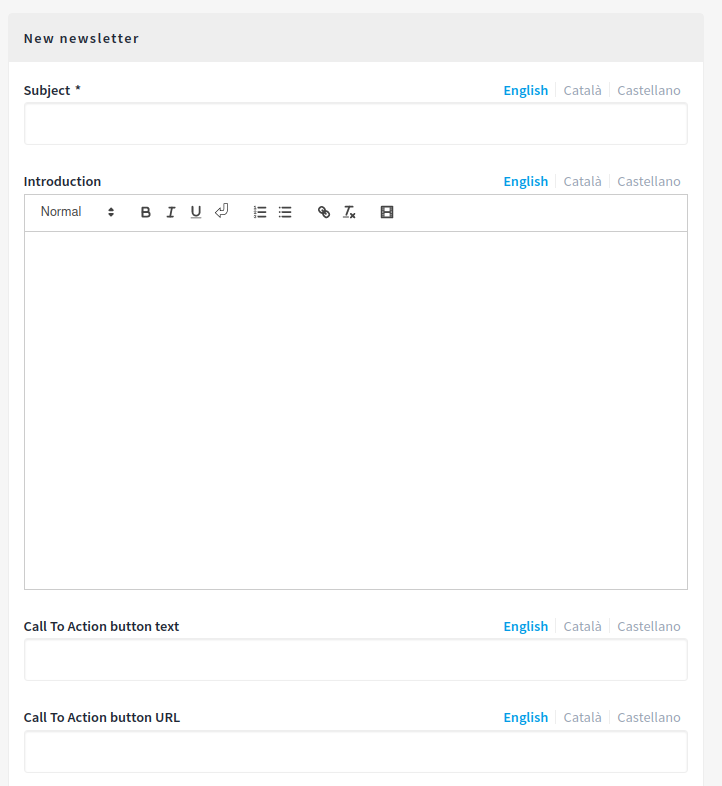 New newsletter
Subject * English Català Castellano
Introduction English Català Castellano
Normal B I U
Call To Action button text English Català Castellano
Call To Action button URL English Català Castellano